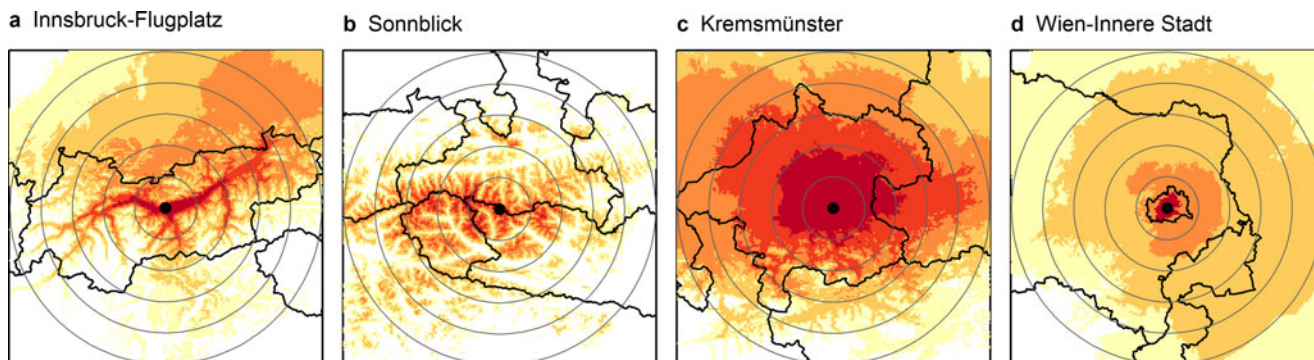 a Innsbruck-Flugplatz
b Sonnblick
c Kremsmünster
d Wien-Innere Stadt